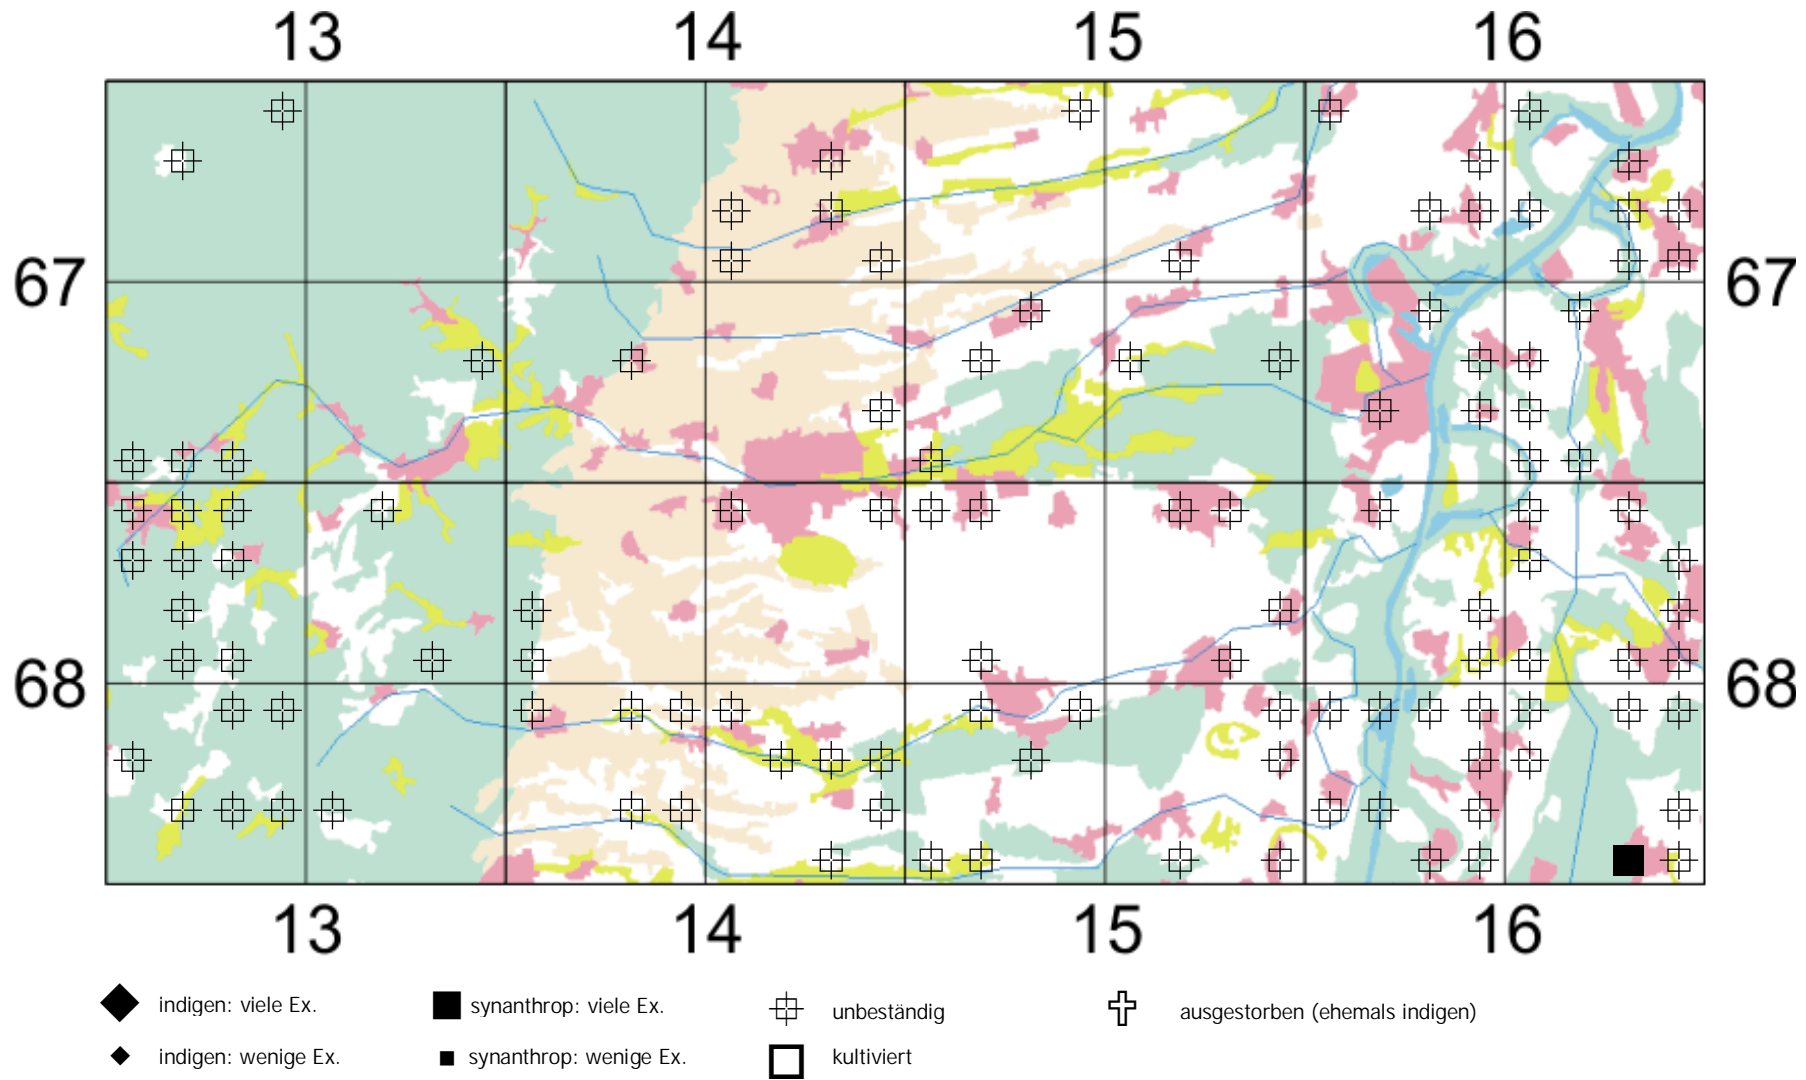 13 14 15 16
67 67
68 68
13 14 15 16
indigen: viele Ex. synanthrop: viele Ex. unbeständig ausgestorben (ehemals indigen)
indigen: wenige Ex. synanthrop: wenige Ex. kultiviert